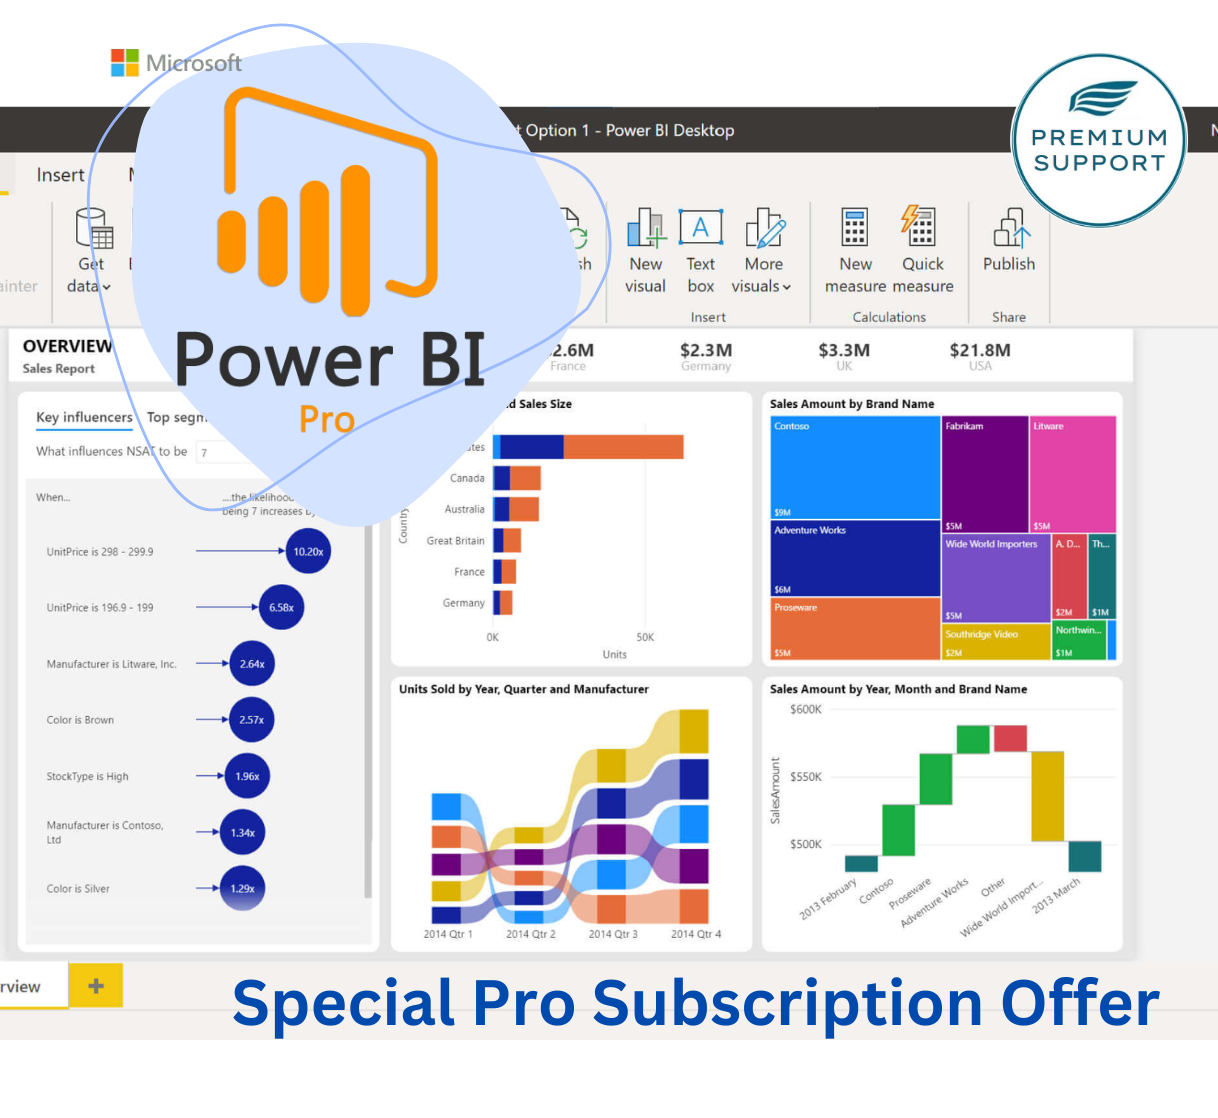 Microsoft
PREMIUM
SUPPORT
Option 1 - Power BI Desktop
Insert
Get
data
New
visual
Text
box
More
visuals
New
measure
Quick
measure
Publish
Insert
Calculations
Share
A
Power BI
Pro
OVERVIEW
Sales Report
2.6M
France
$2.3M
Germany
$3.3M
UK
$21.8M
USA
Key influencers
Top segm
What influences NSAT to be
7
When...
....the likelihood
being 7 increases by
UnitPrice is 298 - 299.9
10.20x
UnitPrice is 196.9 - 199
6.58x
Manufacturer is Litware, Inc.
2.64x
Color is Brown
2.57x
StockType is High
1.96x
Manufacturer is Contoso,
Ltd
1.34x
Color is Silver
1.29x
d Sales Size
Country
Canada
Australia
Great Britain
France
Germany
0K
50K
Units
Sales Amount by Brand Name
Contoso
$9M
Adventure Works
$6M
Proseware
$5M
Fabrikam
$5M
Litware
$5M
Wide World Importers
$5M
A. D...
$2M
Th...
$1M
Southridge Video
$2M
Northwin...
$1M
Units Sold by Year, Quarter and Manufacturer
2014 Qtr 1
2014 Qtr 2
2014 Qtr 3
2014 Qtr 4
Sales Amount by Year, Month and Brand Name
SalesAmount
$600K
$550K
$500K
2013 February
Contoso
Proseware
Adventure Works
Other
Wide World Import...
2013 March
rview
+
Special Pro Subscription Offer